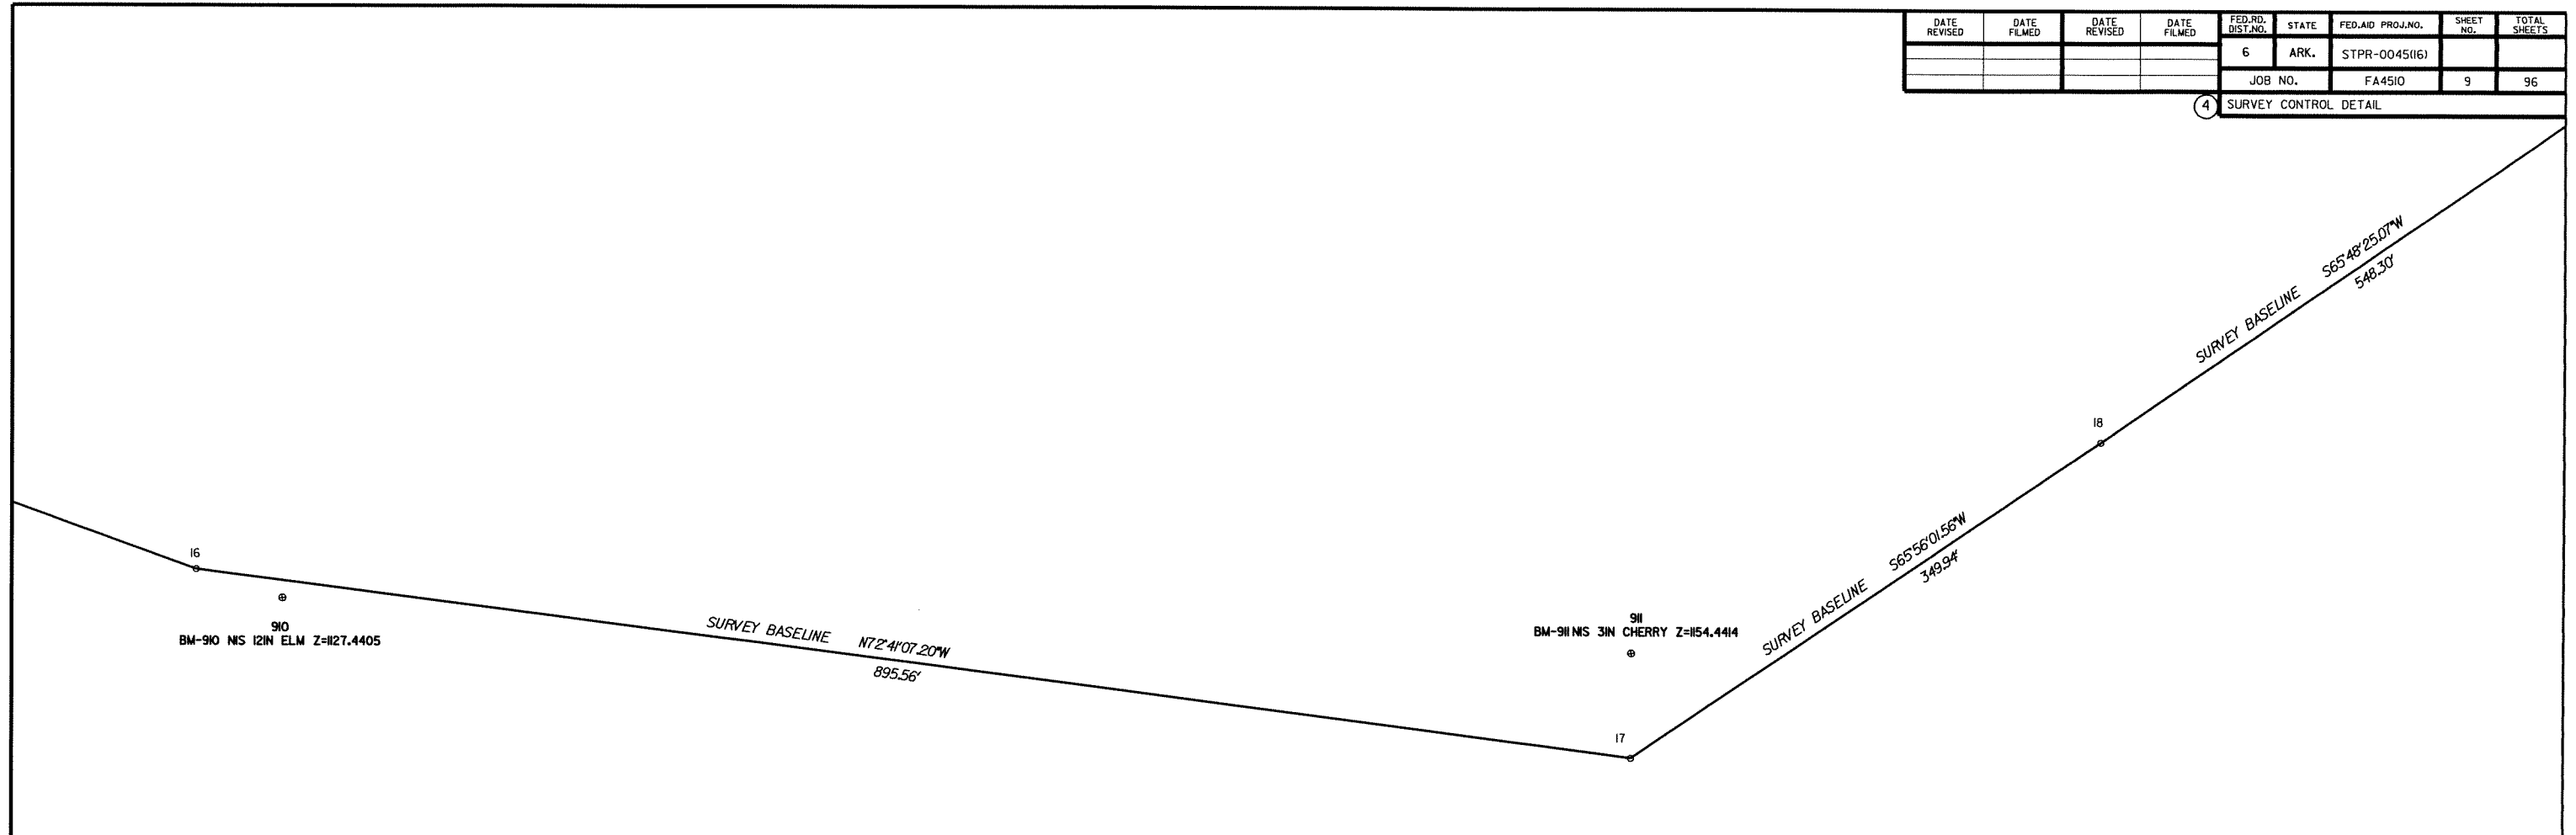 DATE REVISED DATE FILMED DATE REVISED DATE FILMED FED.RD. DIST.NO. STATE FED.AID PROJ.NO. SHEET NO. TOTAL SHEETS
6 ARK. STPR-0045(16)
JOB NO. FA4510 9 96
4 SURVEY CONTROL DETAIL
SURVEY BASELINE S65°48'25.07"W
548.30'
18
SURVEY BASELINE S65°56'01.56"W
349.94'
16
910
BM-910 NIS 12IN ELM Z=1127.4405
SURVEY BASELINE N72°41'07.20"W
895.56'
911
BM-911 NIS 3IN CHERRY Z=1154.4414
17